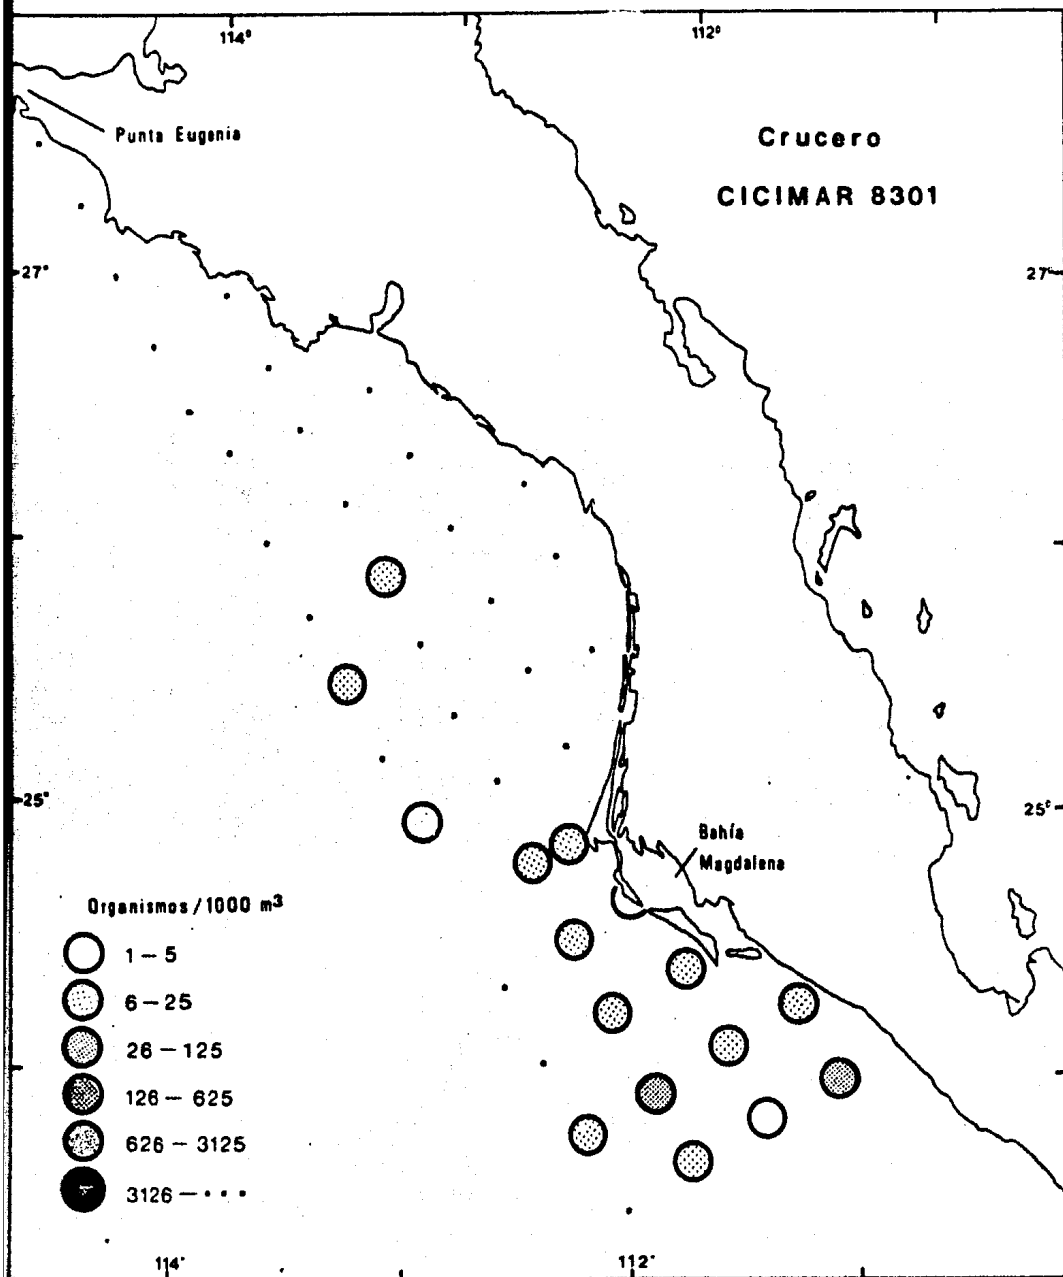 114°
112°
Punta Eugenia
Crucero
CICIMAR 8301
27°
27°
25°
25°
Bahía
Magdalena
Organismos/1000 m³
1 – 5
6 – 25
26 – 125
126 – 625
626 – 3125
3126 – • • •
114°
112°